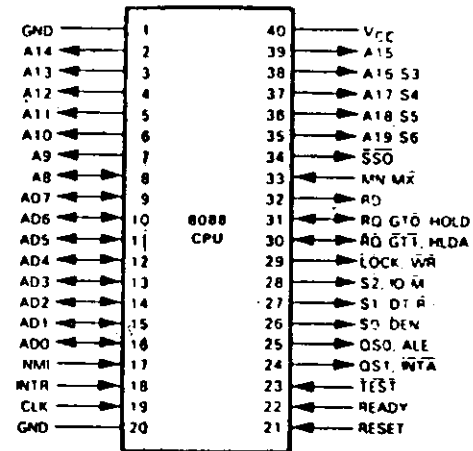 GND 1 40 VCC
A14 2 39 A15
A13 3 38 A16 S3
A12 4 37 A17 S4
A11 5 36 A18 S5
A10 6 35 A19 S6
A9 7 34 SSO
A8 8 33 MN MX
AD7 9 32 RD
AD6 10 8088 31 RQ GT0, HOLD
AD5 11 CPU 30 RQ GT1, HLDA
AD4 12 29 LOCK, WR
AD3 13 28 S2, IO M
AD2 14 27 S1, DT R
AD1 15 26 S0, DEN
AD0 16 25 QS0, ALE
NMI 17 24 QS1, INTA
INTR 18 23 TEST
CLK 19 22 READY
GND 20 21 RESET